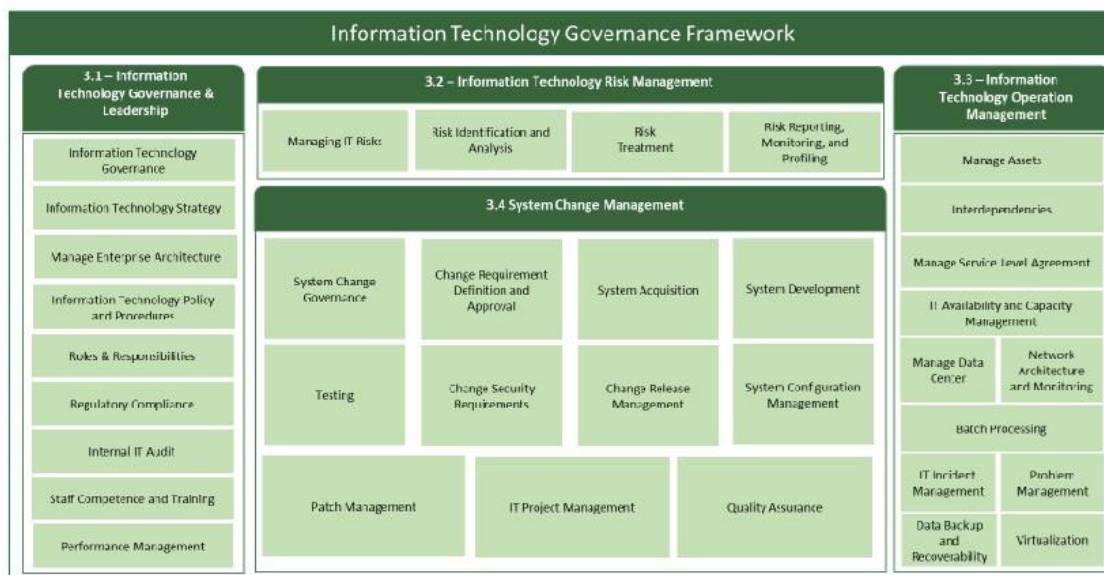 Information Technology Governance Framework
3.1 – Information
Technology Governance &
Leadership
Information Technology
Governance
Information Technology Strategy
Manage Enterprise Architecture
Information Technology Policy
and Procedures
Roles & Responsibilities
Regulatory Compliance
Internal IT Audit
Staff Competence and Training
Performance Management
3.2 – Information Technology Risk Management
Managing IT Risks
Risk Identification and
Analysis
Risk
Treatment
Risk Reporting,
Monitoring, and
Profiling
3.4 System Change Management
System Change
Governance
Change Requirement
Definition and
Approval
System Acquisition
System Development
Testing
Change Security
Requirements
Change Release
Management
System Configuration
Management
Patch Management
IT Project Management
Quality Assurance
3.3 – Information
Technology Operation
Management
Manage Assets
Interdependencies
Manage Service Level Agreement
IT Availability and Capacity
Management
Manage Data
Center
Network
Architecture
and Monitoring
Batch Processing
IT Incident
Management
Problem
Management
Data Backup
and
Recoverability
Virtualization